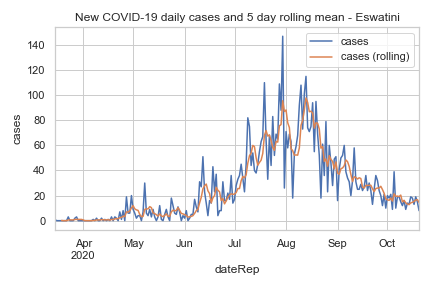 New COVID-19 daily cases and 5 day rolling mean - Eswatini
cases
cases (rolling)
140
120
100
80
60
40
20
0
cases
Apr
2020
May
Jun
Jul
Aug
Sep
Oct
dateRep